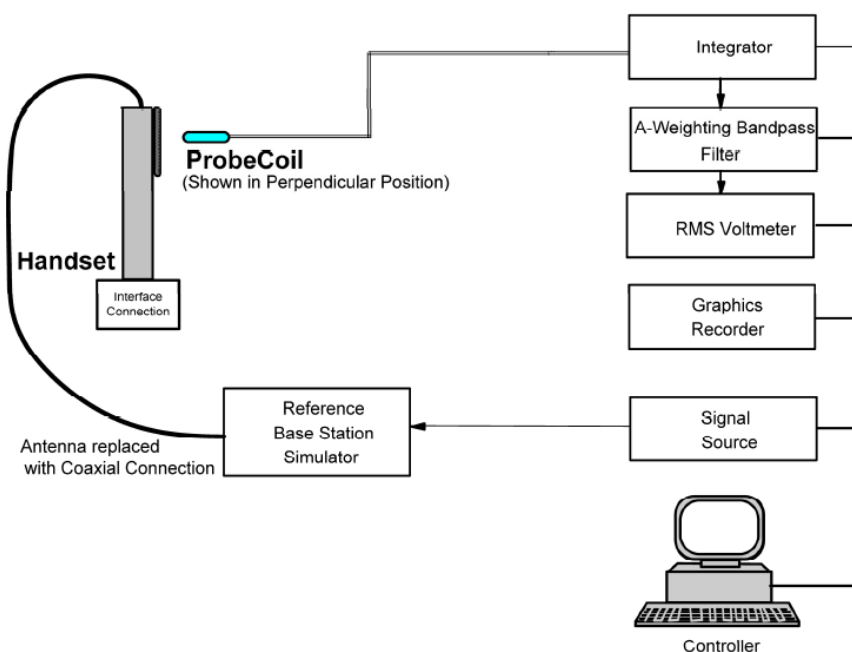 Integrator
ProbeCoil
(Shown in Perpendicular Position)
A-Weighting Bandpass
Filter
RMS Voltmeter
Handset
Interface
Connection
Graphics
Recorder
Reference
Base Station
Simulator
Signal
Source
Antenna replaced
with Coaxial Connection
Controller